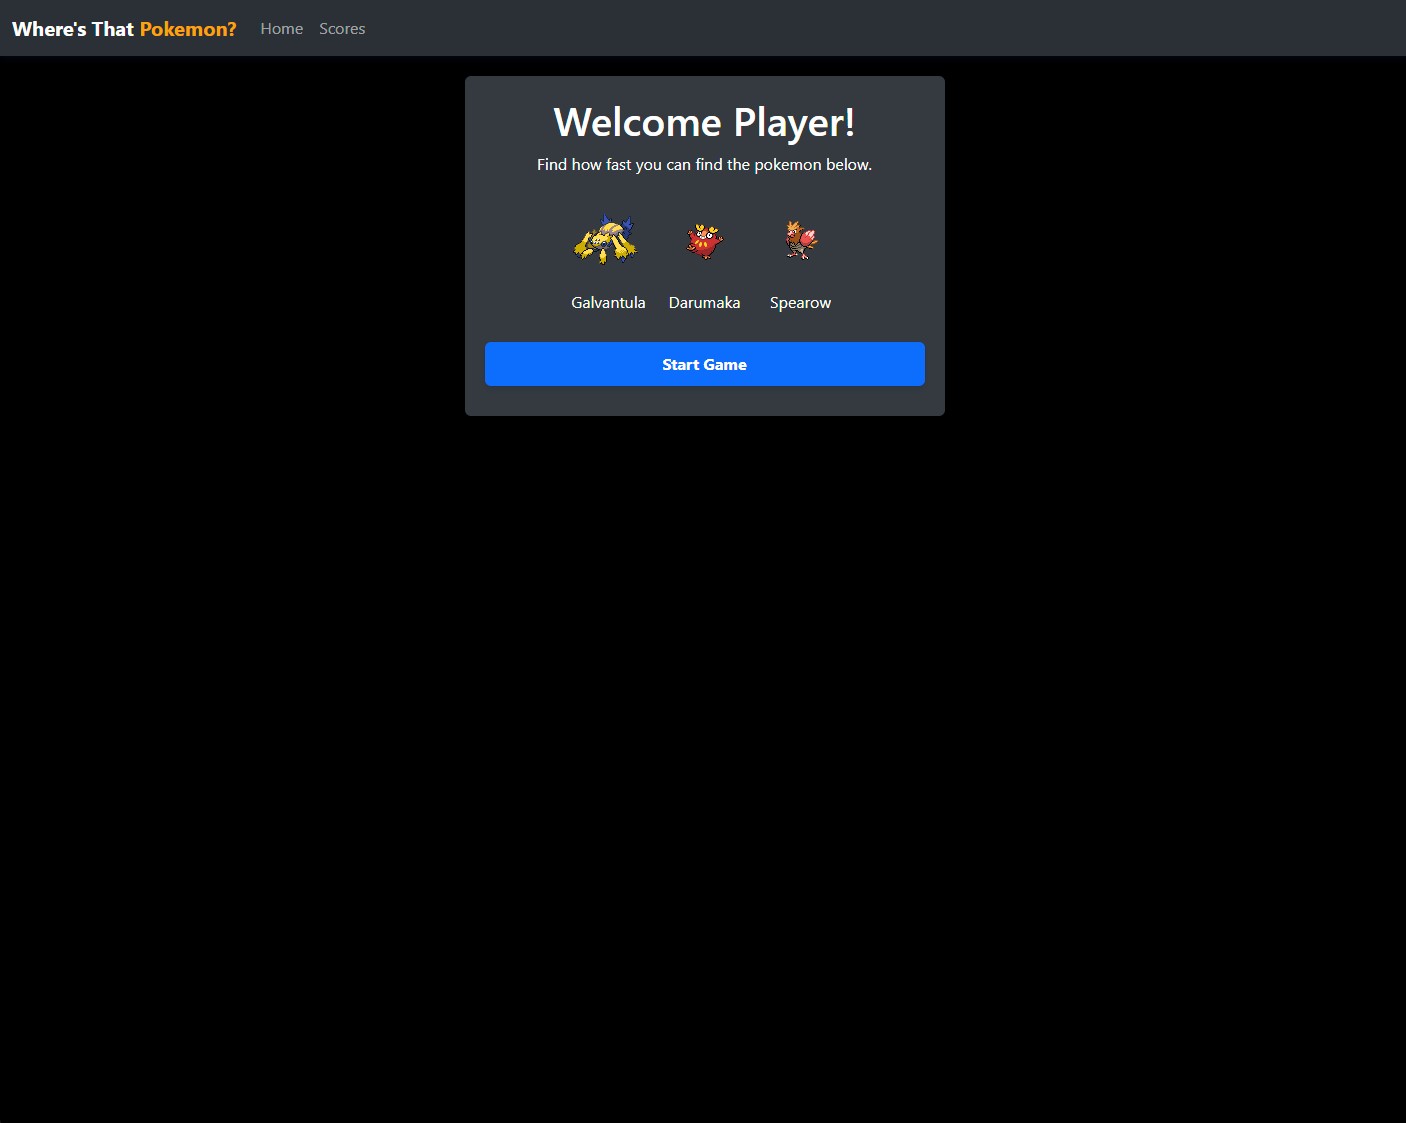 Where's That Pokemon? Home Scores
Welcome Player!
Find how fast you can find the pokemon below.
Galvantula Darumaka Spearow
Start Game